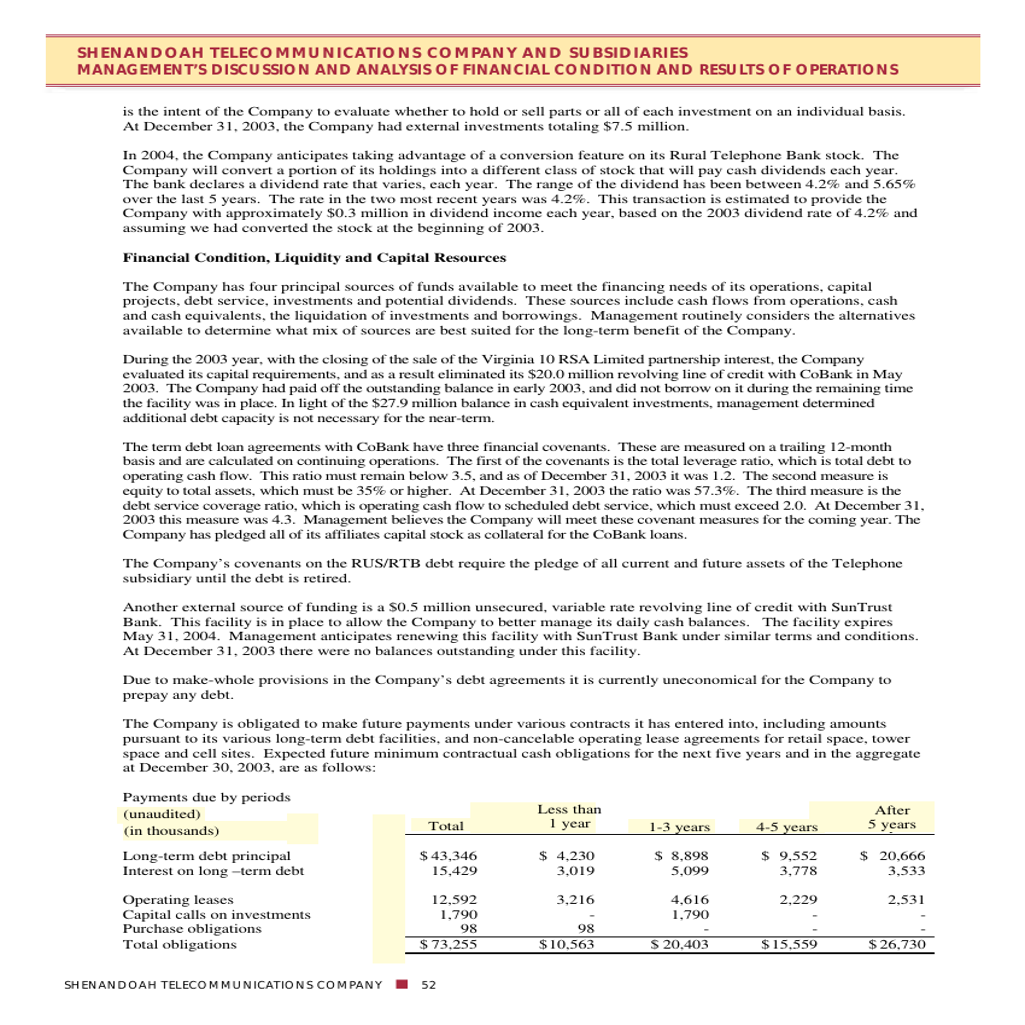 SHENANDOAH TELECOMMUNICATIONS COMPANY AND SUBSIDIARIES
MANAGEMENT'S DISCUSSION AND ANALYSIS OF FINANCIAL CONDITION AND RESULTS OF OPERATIONS
is the intent of the Company to evaluate whether to hold or sell parts or all of each investment on an individual basis.
At December 31, 2003, the Company had external investments totaling $7.5 million.
In 2004, the Company anticipates taking advantage of a conversion feature on its Rural Telephone Bank stock. The
Company will convert a portion of its holdings into a different class of stock that will pay cash dividends each year.
The bank declares a dividend rate that varies, each year. The range of the dividend has been between 4.2% and 5.65%
over the last 5 years. The rate in the two most recent years was 4.2%. This transaction is estimated to provide the
Company with approximately $0.3 million in dividend income each year, based on the 2003 dividend rate of 4.2% and
assuming we had converted the stock at the beginning of 2003.
Financial Condition, Liquidity and Capital Resources
The Company has four principal sources of funds available to meet the financing needs of its operations, capital
projects, debt service, investments and potential dividends. These sources include cash flows from operations, cash
and cash equivalents, the liquidation of investments and borrowings. Management routinely considers the alternatives
available to determine what mix of sources are best suited for the long-term benefit of the Company.
During the 2003 year, with the closing of the sale of the Virginia 10 RSA Limited partnership interest, the Company
evaluated its capital requirements, and as a result eliminated its $20.0 million revolving line of credit with CoBank in May
2003. The Company had paid off the outstanding balance in early 2003, and did not borrow on it during the remaining time
the facility was in place. In light of the $27.9 million balance in cash equivalent investments, management determined
additional debt capacity is not necessary for the near-term.
The term debt loan agreements with CoBank have three financial covenants. These are measured on a trailing 12-month
basis and are calculated on continuing operations. The first of the covenants is the total leverage ratio, which is total debt to
operating cash flow. This ratio must remain below 3.5, and as of December 31, 2003 it was 1.2. The second measure is
equity to total assets, which must be 35% or higher. At December 31, 2003 the ratio was 57.3%. The third measure is the
debt service coverage ratio, which is operating cash flow to scheduled debt service, which must exceed 2.0. At December 31,
2003 this measure was 4.3. Management believes the Company will meet these covenant measures for the coming year. The
Company has pledged all of its affiliates capital stock as collateral for the CoBank loans.
The Company's covenants on the RUS/RTB debt require the pledge of all current and future assets of the Telephone
subsidiary until the debt is retired.
Another external source of funding is a $0.5 million unsecured, variable rate revolving line of credit with SunTrust
Bank. This facility is in place to allow the Company to better manage its daily cash balances. The facility expires
May 31, 2004. Management anticipates renewing this facility with SunTrust Bank under similar terms and conditions.
At December 31, 2003 there were no balances outstanding under this facility.
Due to make-whole provisions in the Company's debt agreements it is currently uneconomical for the Company to
prepay any debt.
The Company is obligated to make future payments under various contracts it has entered into, including amounts
pursuant to its various long-term debt facilities, and non-cancelable operating lease agreements for retail space, tower
space and cell sites. Expected future minimum contractual cash obligations for the next five years and in the aggregate
at December 30, 2003, are as follows:
Payments due by periods
(unaudited) Less than After
(in thousands) Total 1 year 1-3 years 4-5 years 5 years
Long-term debt principal $ 43,346 $ 4,230 $ 8,898 $ 9,552 $ 20,666
Interest on long –term debt 15,429 3,019 5,099 3,778 3,533
Operating leases 12,592 3,216 4,616 2,229 2,531
Capital calls on investments 1,790 - 1,790 - -
Purchase obligations 98 98 - - -
Total obligations $ 73,255 $10,563 $ 20,403 $15,559 $ 26,730
SHENANDOAH TELECOMMUNICATIONS COMPANY 52